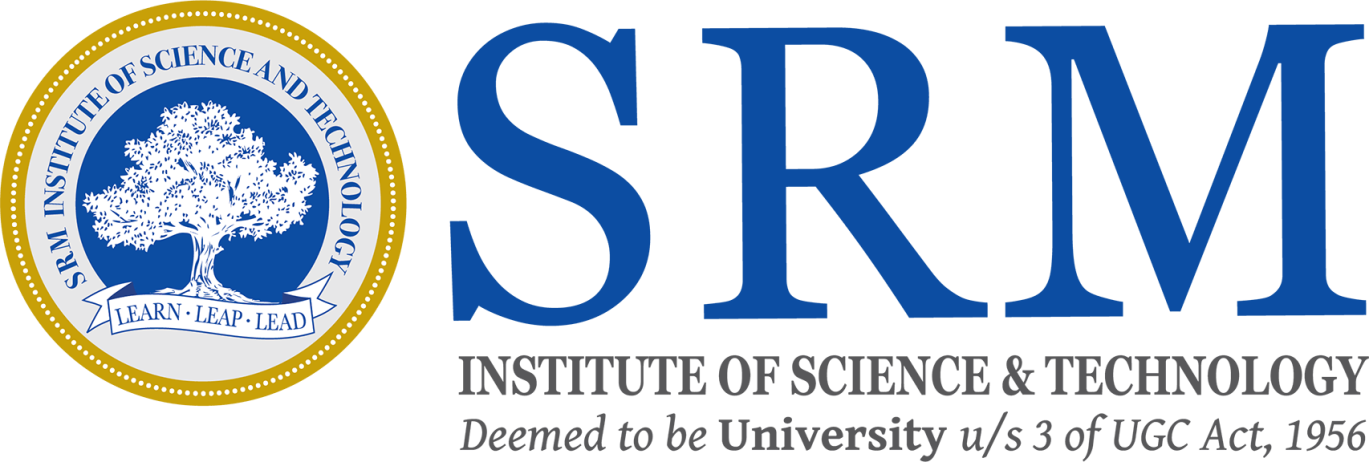 SRM INSTITUTE OF SCIENCE AND TECHNOLOGY
LEARN · LEAP · LEAD
SRM
INSTITUTE OF SCIENCE & TECHNOLOGY
Deemed to be University u/s 3 of UGC Act, 1956